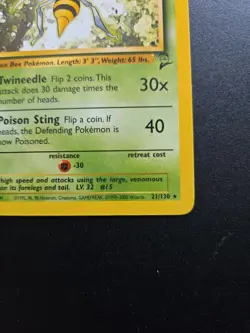 on Bee Pokémon. Length: 3' 3", Weight: 65 lbs.
Twineedle Flip 2 coins. This
attack does 30 damage times the
number of heads.
30x
Poison Sting Flip a coin. If
heads, the Defending Pokémon is
now Poisoned.
40
resistance
retreat cost
-30
high speed and attacks using the large, venomous
on its forelegs and tail. LV. 32 #15
21/130